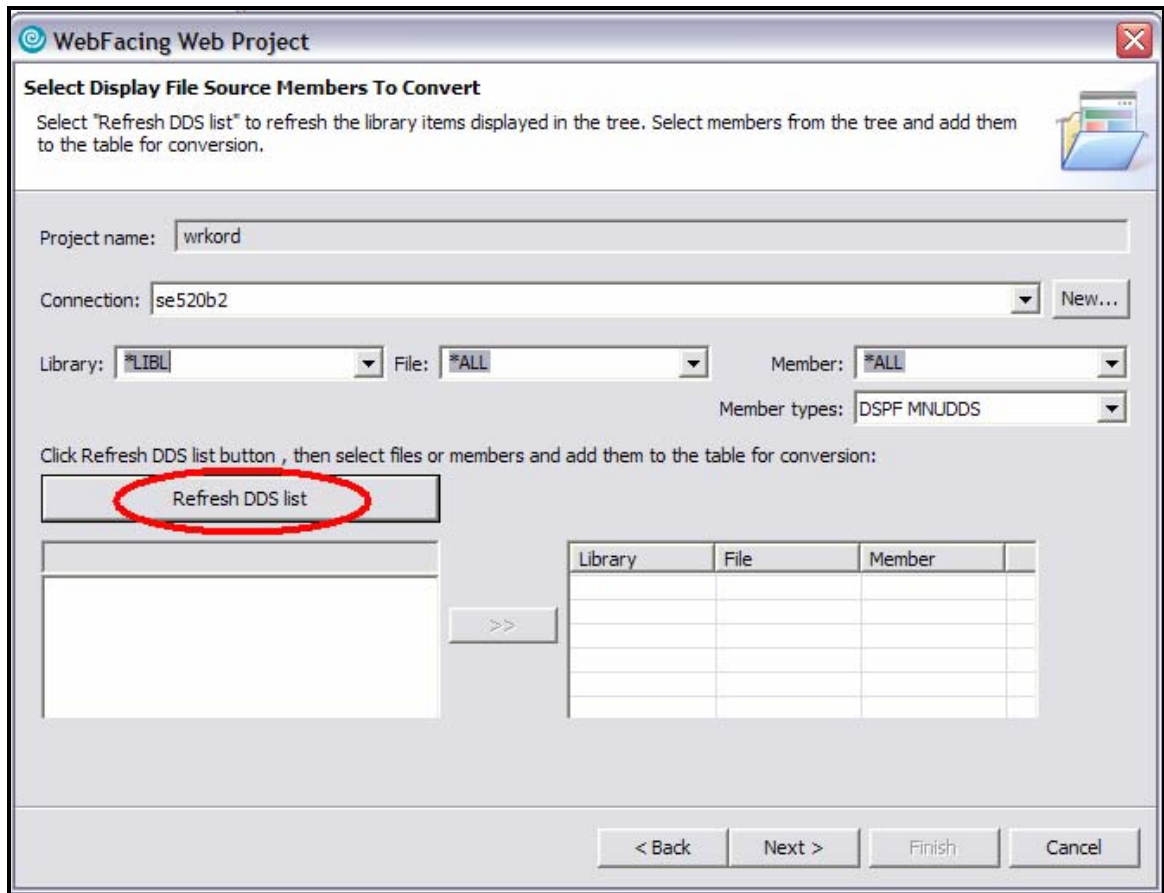 WebFacing Web Project
Select Display File Source Members To Convert
Select "Refresh DDS list" to refresh the library items displayed in the tree. Select members from the tree and add them
to the table for conversion.
Project name: wrkord
Connection: se520b2 New...
Library: *LIBL File: *ALL Member: *ALL
Member types: DSPF MNUDDS
Click Refresh DDS list button , then select files or members and add them to the table for conversion:
Refresh DDS list
Library File Member
>>
< Back Next > Finish Cancel